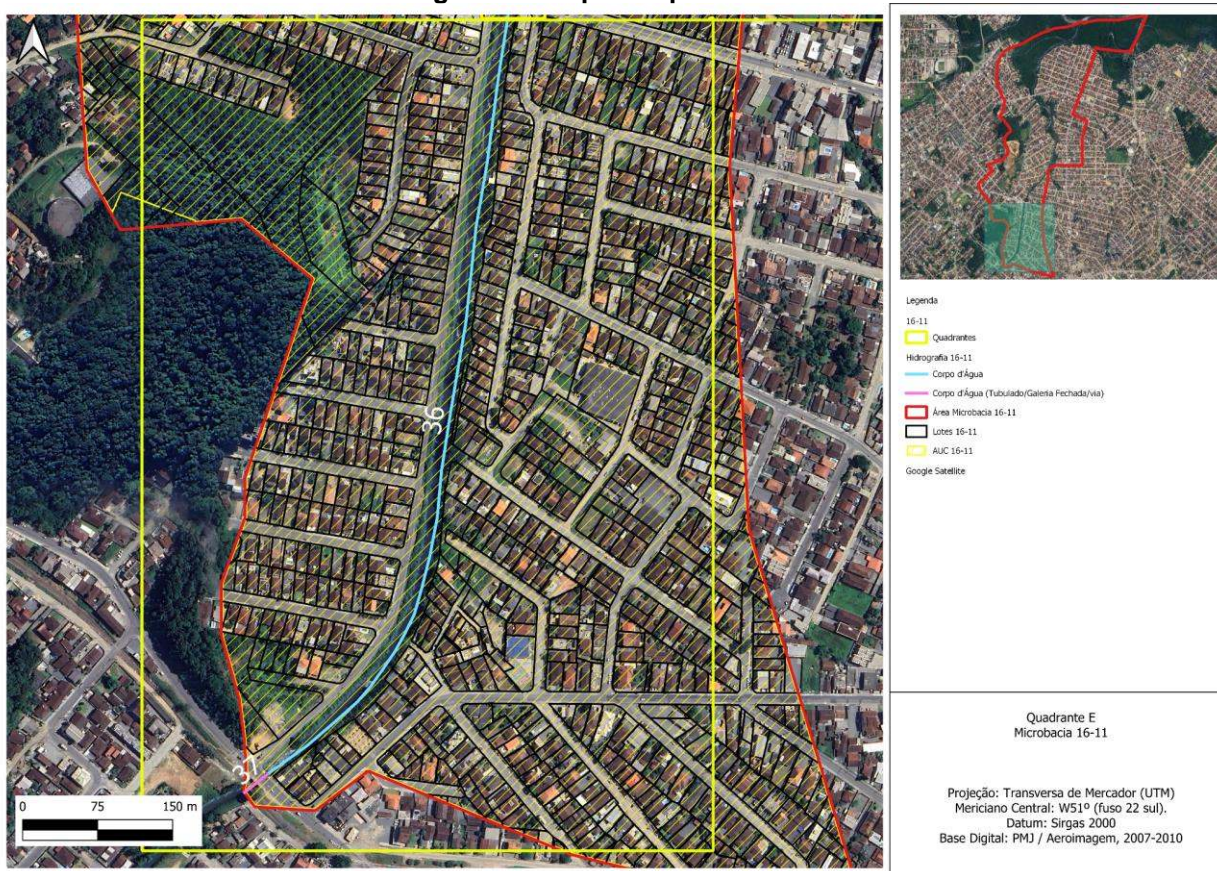 36
37
0 75 150 m
Legenda
16-11
Quadrantes
Hidrografia 16-11
Corpo d'Água
Corpo d'Água (Tubulado/Galeria Fechada/via)
Área Microbacia 16-11
Lotes 16-11
AUC 16-11
Google Satellite
Quadrante E
Microbacia 16-11
Projeção: Transversa de Mercador (UTM)
Mericiano Central: W51º (fuso 22 sul).
Datum: Sirgas 2000
Base Digital: PMJ / Aeroimagem, 2007-2010